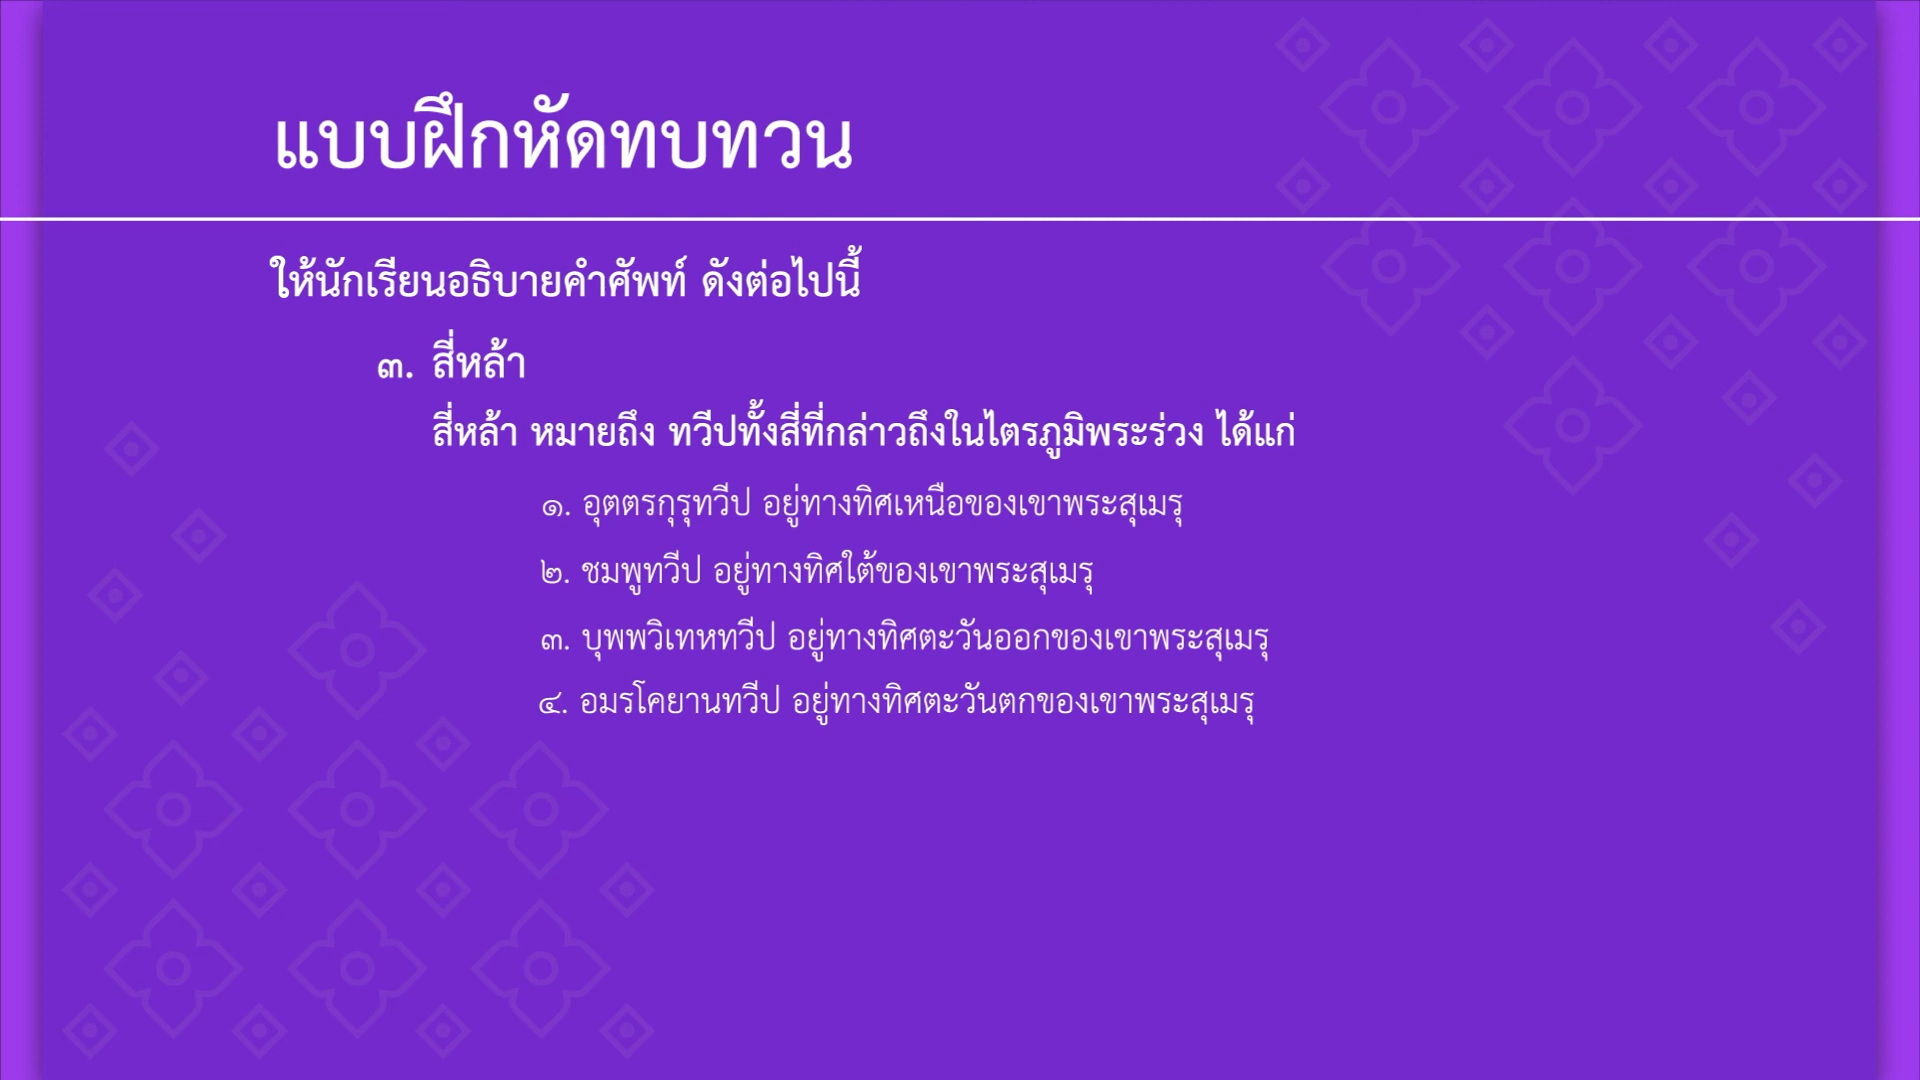 แบบฝึกหัดทบทวน
ให้นักเรียนอธิบายคำศัพท์ ดังต่อไปนี้
๓. สี่หล้า
สี่หล้า หมายถึง ทวีปทั้งสี่ที่กล่าวถึงในไตรภูมิพระร่วง ได้แก่
๑. อุตตรกุรุทวีป อยู่ทางทิศเหนือของเขาพระสุเมรุ
๒. ชมพูทวีป อยู่ทางทิศใต้ของเขาพระสุเมรุ
๓. บุพพวิเทหทวีป อยู่ทางทิศตะวันออกของเขาพระสุเมรุ
๔. อมรโคยานทวีป อยู่ทางทิศตะวันตกของเขาพระสุเมรุ